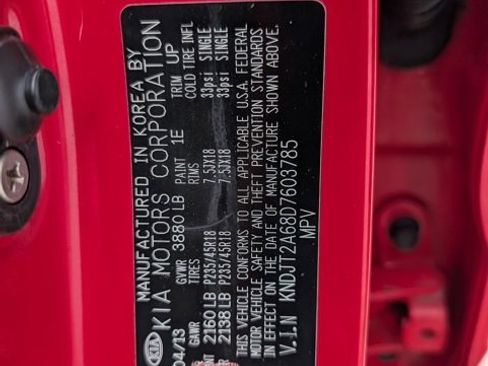 MANUFACTURED IN KOREA BY
KIA KIA MOTORS CORPORATION
04/13 GVWR 3880 LB PAINT 1E TRIM UP
GAWR TIRES RIMS COLD TIRE INFL
2160 LB P235/45R18 7.5JX18 33psi SINGLE
2138 LB P235/45R18 7.5JX18 33psi SINGLE
THIS VEHICLE CONFORMS TO ALL APPLICABLE U.S.A. FEDERAL
MOTOR VEHICLE SAFETY AND THEFT PREVENTION STANDARDS
IN EFFECT ON THE DATE OF MANUFACTURE SHOWN ABOVE.
V.I.N KNDJT2A68D7603785
MPV